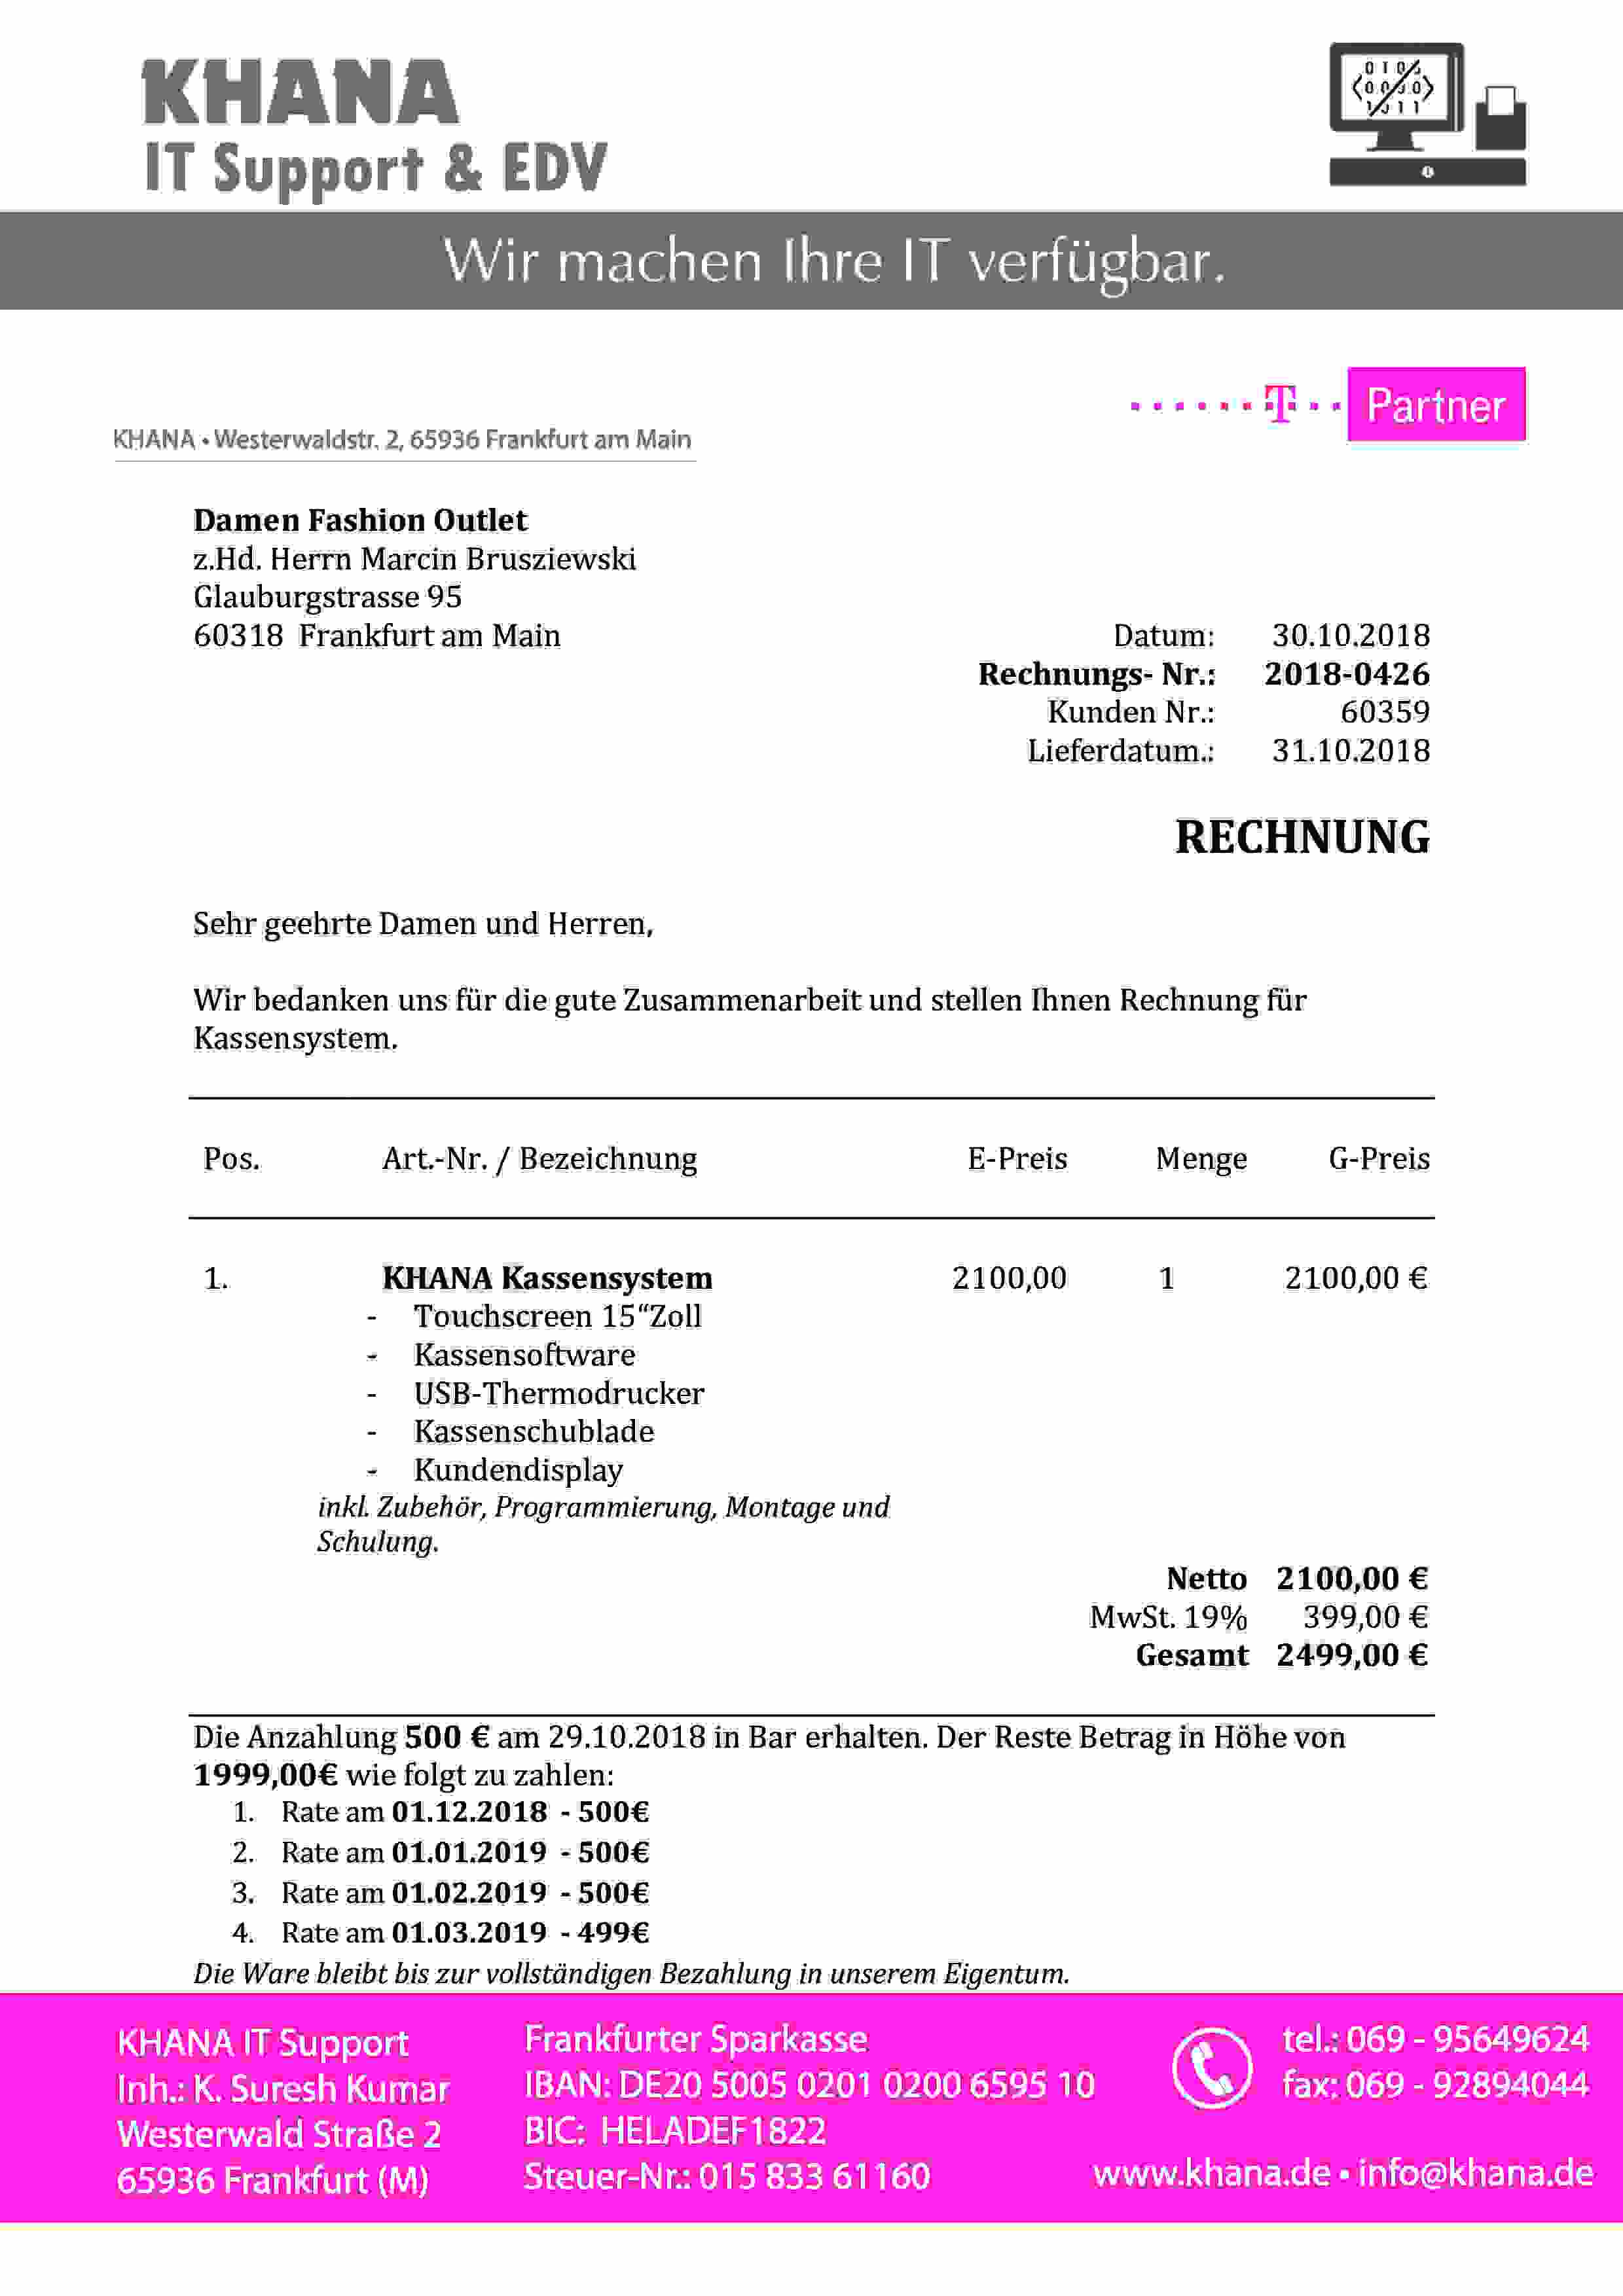 KHANA
IT Support & EDV
Wir machen Ihre IT verfügbar.
T Partner
KHANA • Westerwaldstr. 2, 65936 Frankfurt am Main
Damen Fashion Outlet
z.Hd. Herrn Marcin Brusziewski
Glauburgstrasse 95
60318 Frankfurt am Main
Datum: 30.10.2018
Rechnungs- Nr.: 2018-0426
Kunden Nr.: 60359
Lieferdatum.: 31.10.2018
RECHNUNG
Sehr geehrte Damen und Herren,
Wir bedanken uns für die gute Zusammenarbeit und stellen Ihnen Rechnung für
Kassensystem.
Pos. Art.-Nr. / Bezeichnung E-Preis Menge G-Preis
1. KHANA Kassensystem 2100,00 1 2100,00 €
- Touchscreen 15“Zoll
- Kassensoftware
- USB-Thermodrucker
- Kassenschublade
- Kundendisplay
inkl. Zubehör, Programmierung, Montage und
Schulung.
Netto 2100,00 €
MwSt. 19% 399,00 €
Gesamt 2499,00 €
Die Anzahlung 500 € am 29.10.2018 in Bar erhalten. Der Reste Betrag in Höhe von
1999,00€ wie folgt zu zahlen:
1. Rate am 01.12.2018 - 500€
2. Rate am 01.01.2019 - 500€
3. Rate am 01.02.2019 - 500€
4. Rate am 01.03.2019 - 499€
Die Ware bleibt bis zur vollständigen Bezahlung in unserem Eigentum.
KHANA IT Support
Inh.: K. Suresh Kumar
Westerwald Straße 2
65936 Frankfurt (M)
Frankfurter Sparkasse
IBAN: DE20 5005 0201 0200 6595 10
BIC: HELADEF1822
Steuer-Nr.: 015 833 61160
tel.: 069 - 95649624
fax: 069 - 92894044
www.khana.de • info@khana.de